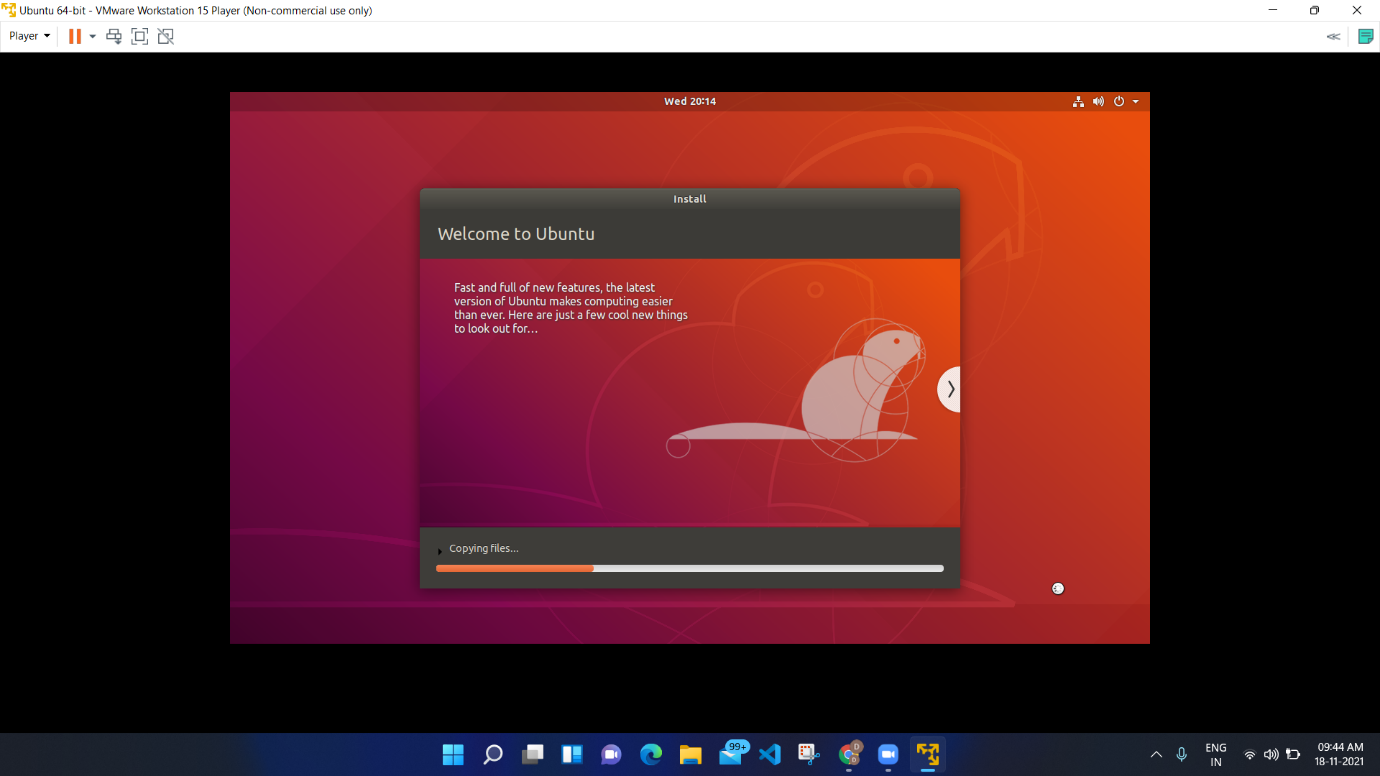 Ubuntu 64-bit - VMware Workstation 15 Player (Non-commercial use only)
Player
Wed 20:14
Install
Welcome to Ubuntu
Fast and full of new features, the latest
version of Ubuntu makes computing easier
than ever. Here are just a few cool new things
to look out for...
Copying files...
99+
D
ENG
IN
09:44 AM
18-11-2021